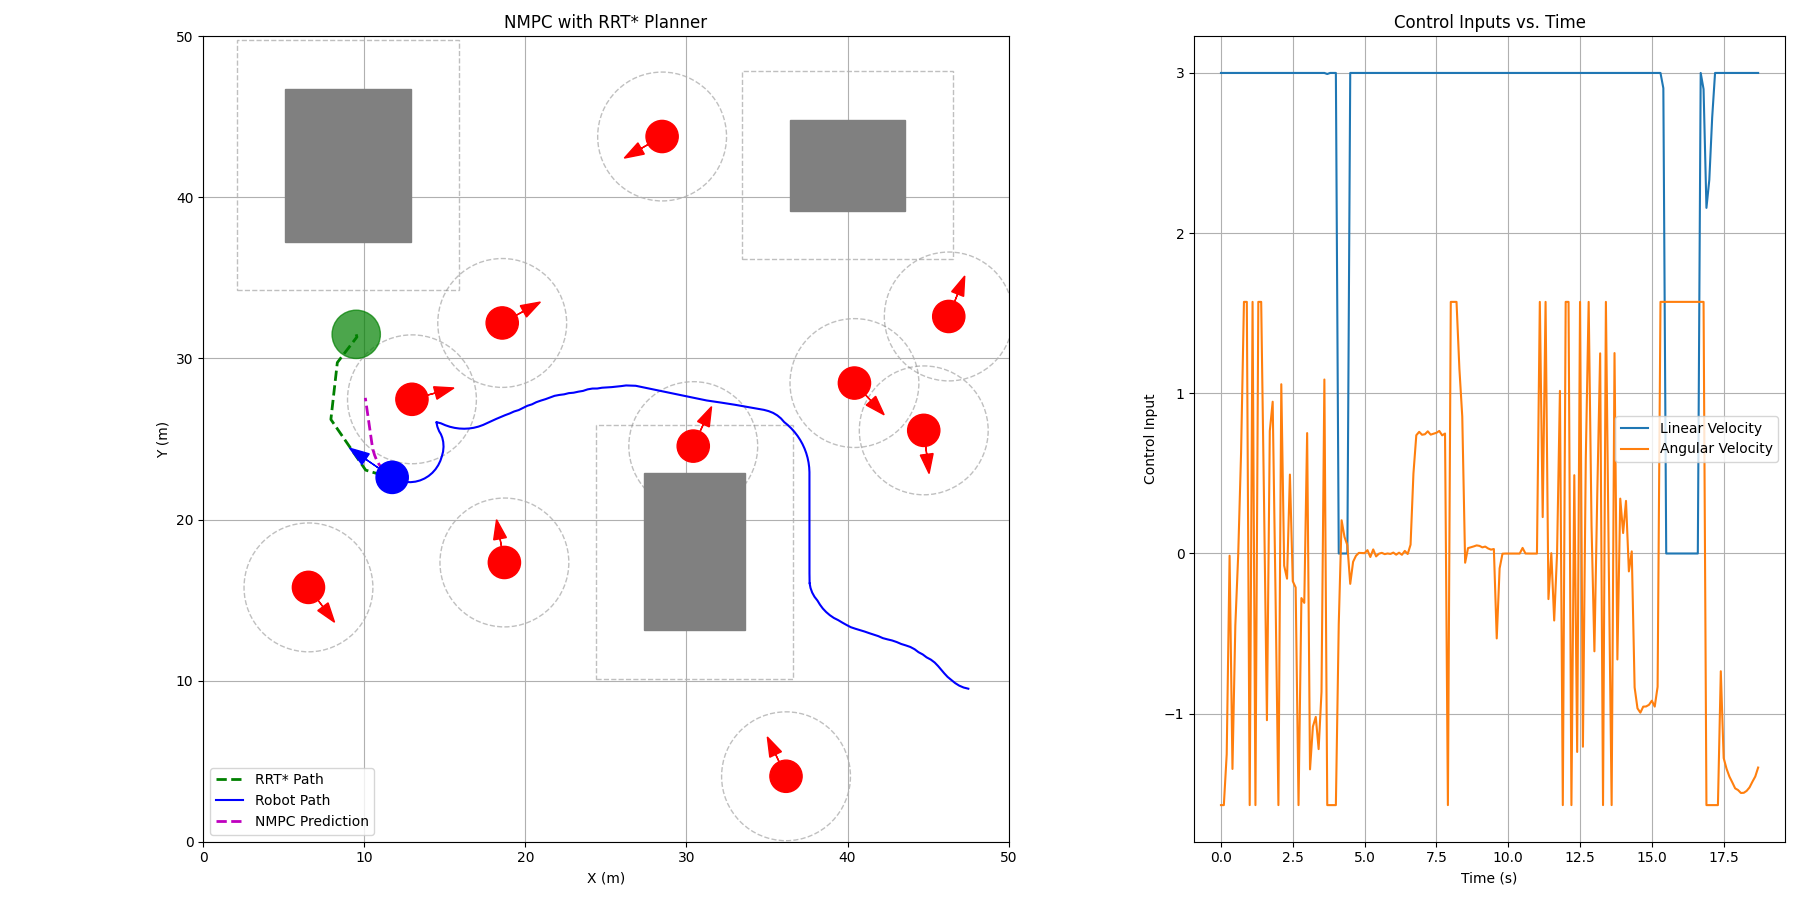 NMPC with RRT* Planner
50
40
30
20
10
0
Y (m)
0 10 20 30 40 50
X (m)
RRT* Path
Robot Path
NMPC Prediction
Control Inputs vs. Time
3
2
1
0
−1
Control Input
0.0 2.5 5.0 7.5 10.0 12.5 15.0 17.5
Time (s)
Linear Velocity
Angular Velocity